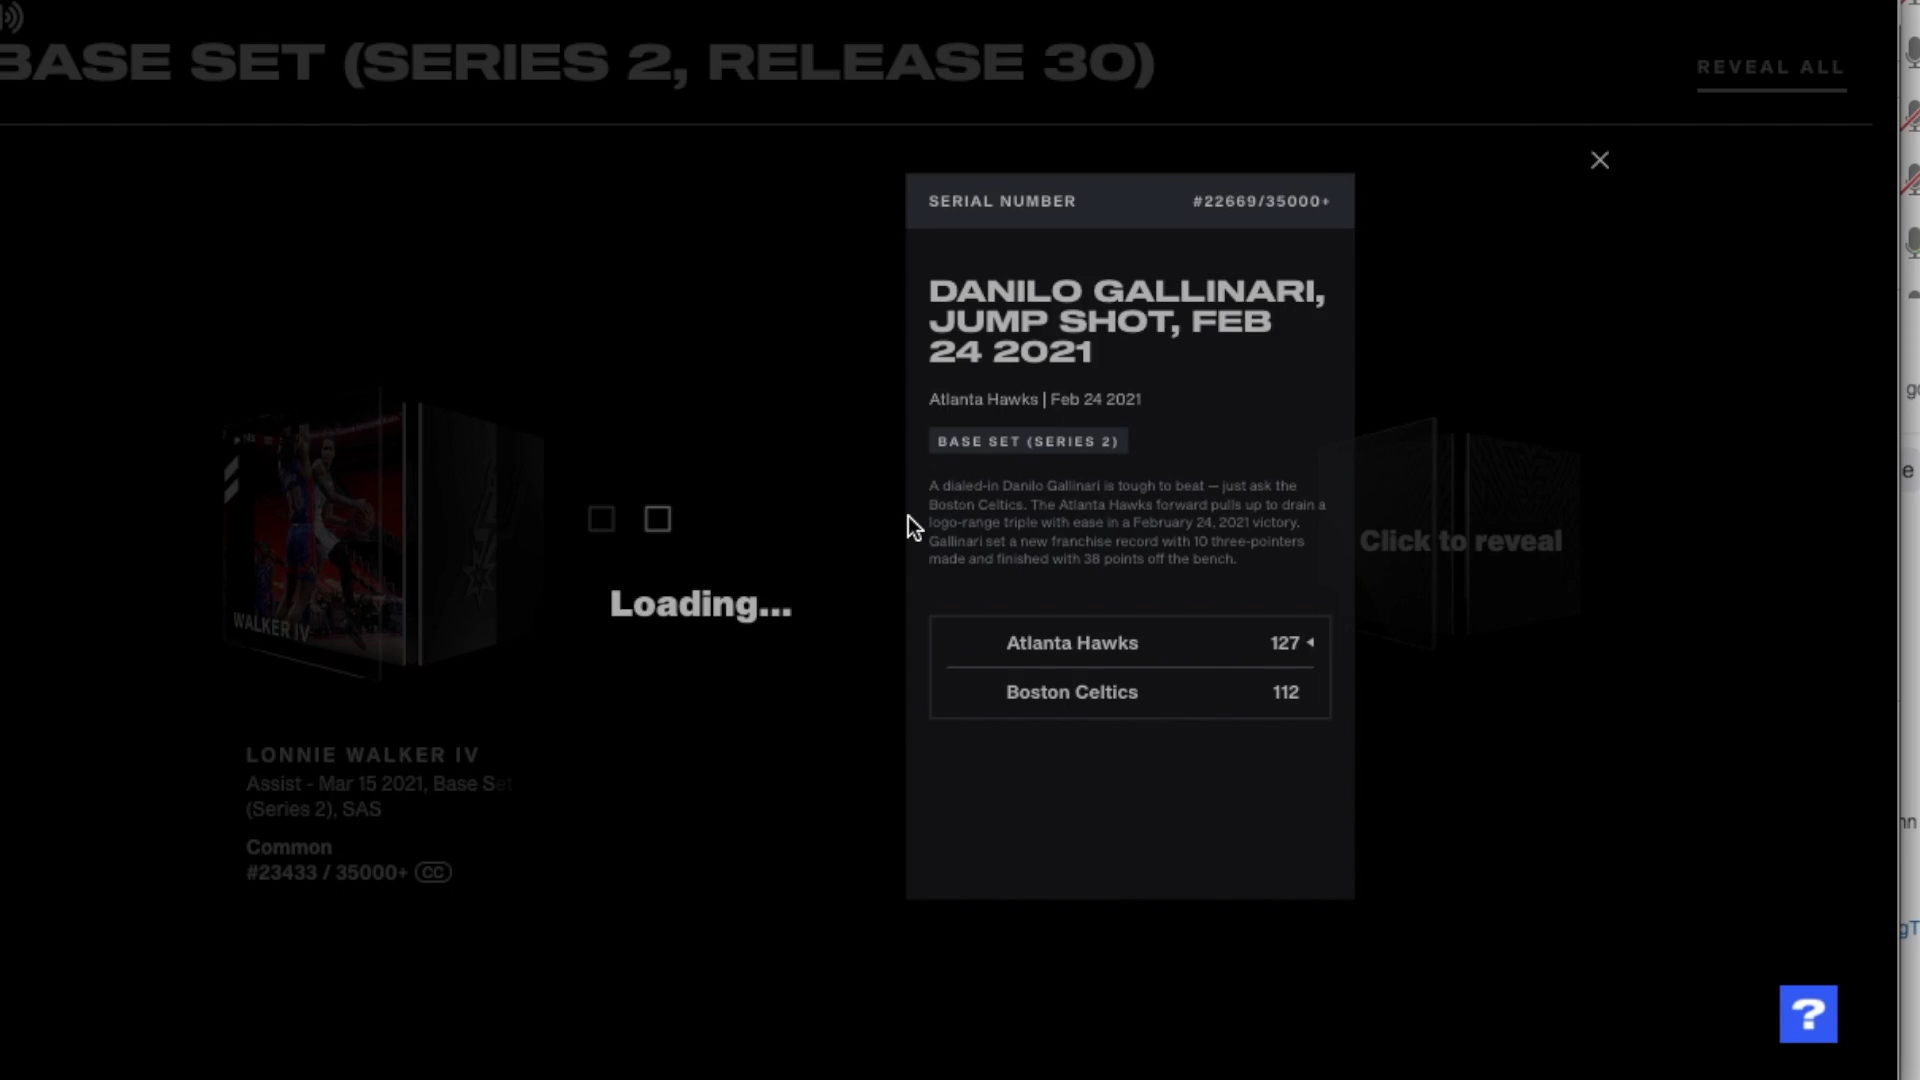 BASE SET (SERIES 2, RELEASE 30)
REVEAL ALL
SERIAL NUMBER #22669/35000+
DANILO GALLINARI,
JUMP SHOT, FEB
24 2021
Atlanta Hawks | Feb 24 2021
BASE SET (SERIES 2)
A dialed-in Danilo Gallinari is tough to beat — just ask the
Boston Celtics. The Atlanta Hawks forward pulls up to drain a
logo-range triple with ease in a February 24, 2021 victory.
Gallinari set a new franchise record with 10 three-pointers
made and finished with 38 points off the bench.
Atlanta Hawks 127
Boston Celtics 112
Loading...
Click to reveal
WALKER IV
LONNIE WALKER IV
Assist - Mar 15 2021, Base Set
(Series 2), SAS
Common
#23433 / 35000+ CC
?